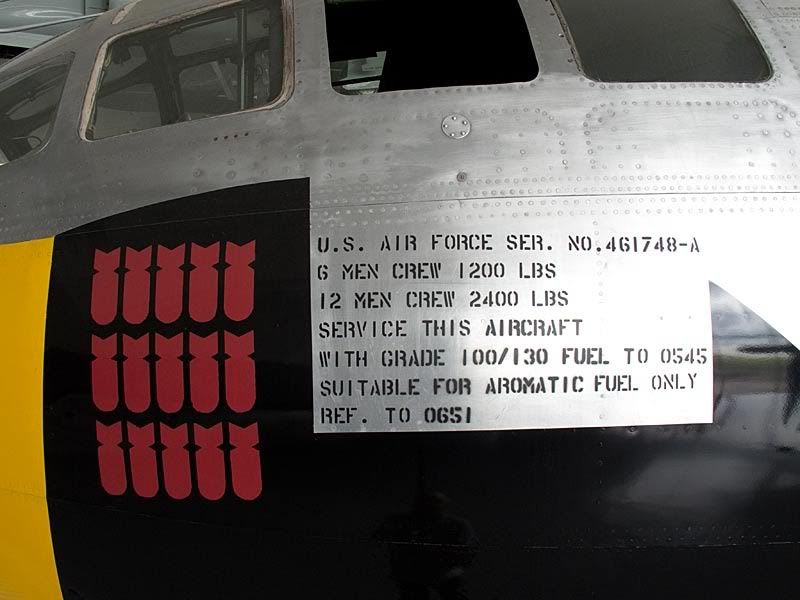 U.S. AIR FORCE SER. NO.461748-A
6 MEN CREW 1200 LBS
12 MEN CREW 2400 LBS
SERVICE THIS AIRCRAFT
WITH GRADE 100/130 FUEL TO 0545
SUITABLE FOR AROMATIC FUEL ONLY
REF. TO 0651